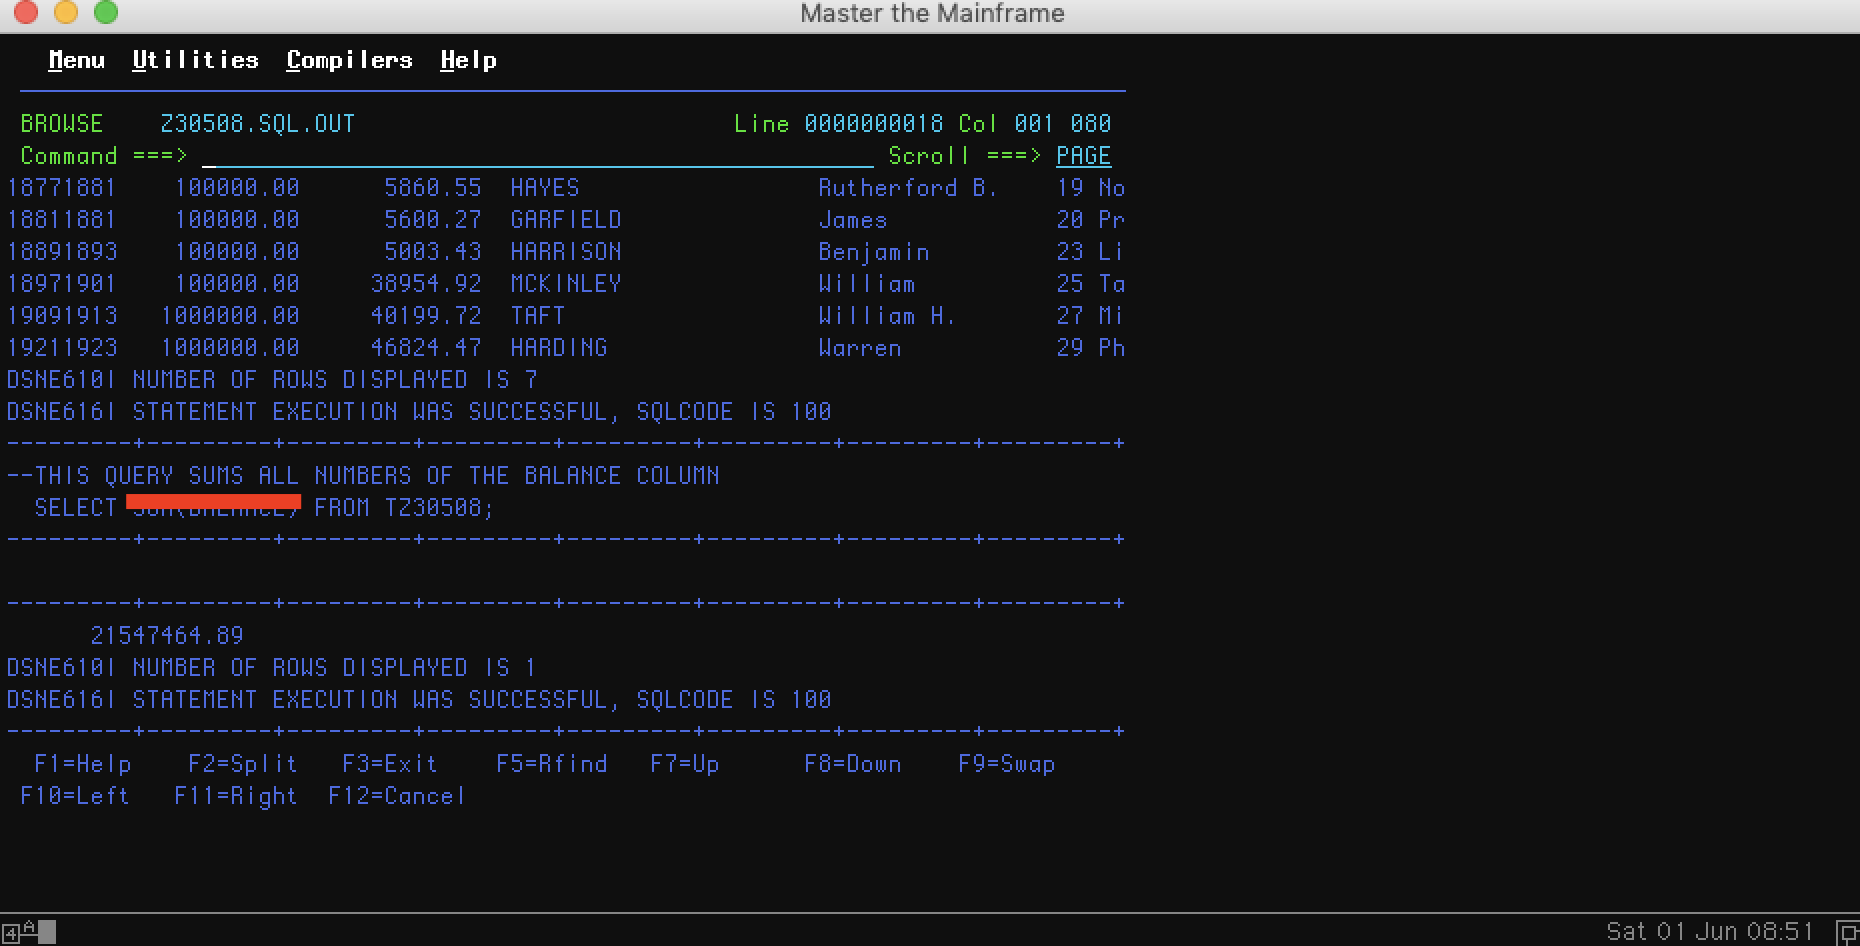 Master the Mainframe
Menu Utilities Compilers Help
BROWSE Z30508.SQL.OUT Line 0000000018 Col 001 080
Command ===> Scroll ===> PAGE
18771881 100000.00 5860.55 HAYES Rutherford B. 19 No
18811881 100000.00 5600.27 GARFIELD James 20 Pr
18891893 100000.00 5003.43 HARRISON Benjamin 23 Li
18971901 100000.00 38954.92 MCKINLEY William 25 Ta
19091913 1000000.00 40199.72 TAFT William H. 27 Mi
19211923 1000000.00 46824.47 HARDING Warren 29 Ph
DSNE610I NUMBER OF ROWS DISPLAYED IS 7
DSNE616I STATEMENT EXECUTION WAS SUCCESSFUL, SQLCODE IS 100
---------+---------+---------+---------+---------+---------+---------+---------+
--THIS QUERY SUMS ALL NUMBERS OF THE BALANCE COLUMN
SELECT FROM TZ30508;
---------+---------+---------+---------+---------+---------+---------+---------+
---------+---------+---------+---------+---------+---------+---------+---------+
21547464.89
DSNE610I NUMBER OF ROWS DISPLAYED IS 1
DSNE616I STATEMENT EXECUTION WAS SUCCESSFUL, SQLCODE IS 100
---------+---------+---------+---------+---------+---------+---------+---------+
F1=Help F2=Split F3=Exit F5=Rfind F7=Up F8=Down F9=Swap
F10=Left F11=Right F12=Cancel
4 A Sat 01 Jun 08:51